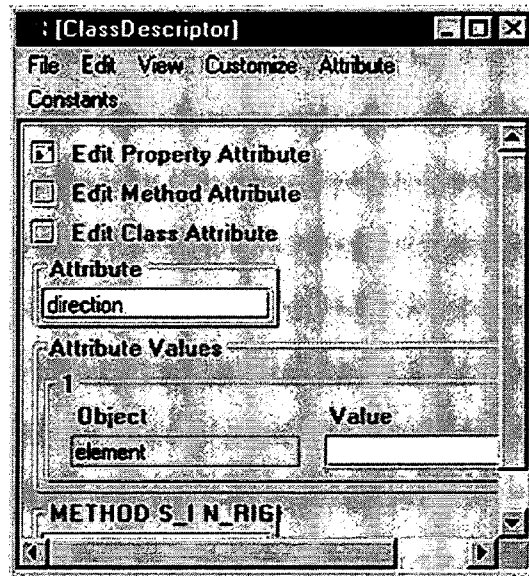 : [ClassDescriptor]
File Edit View Customize Attribute
Constants
Edit Property Attribute
Edit Method Attribute
Edit Class Attribute
Attribute
direction
Attribute Values
1
Object Value
element
METHOD S_I N_RIG